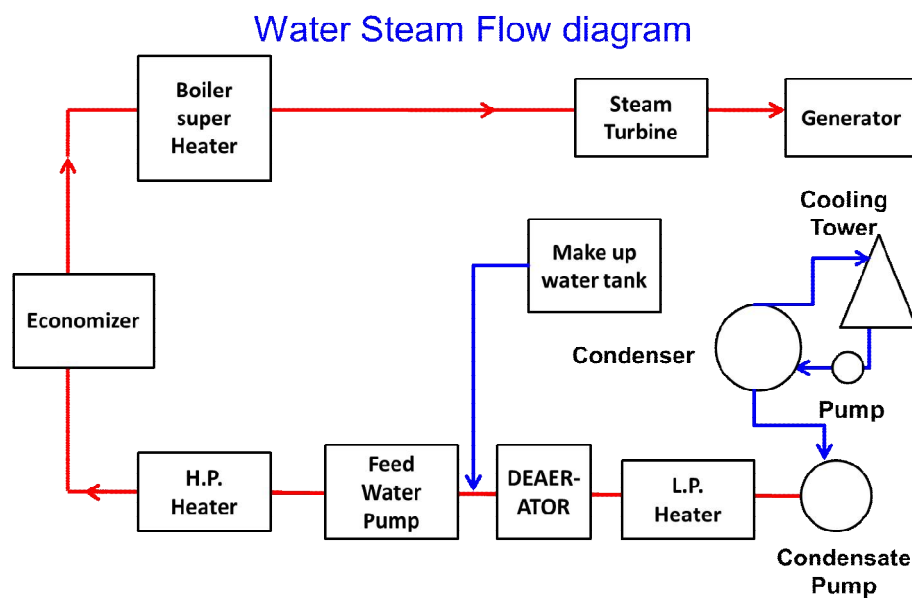 Water Steam Flow diagram
Boiler
super
Heater
Steam
Turbine
Generator
Cooling
Tower
Make up
water tank
Economizer
Condenser
Pump
H.P.
Heater
Feed
Water
Pump
DEAER-
ATOR
L.P.
Heater
Condensate
Pump